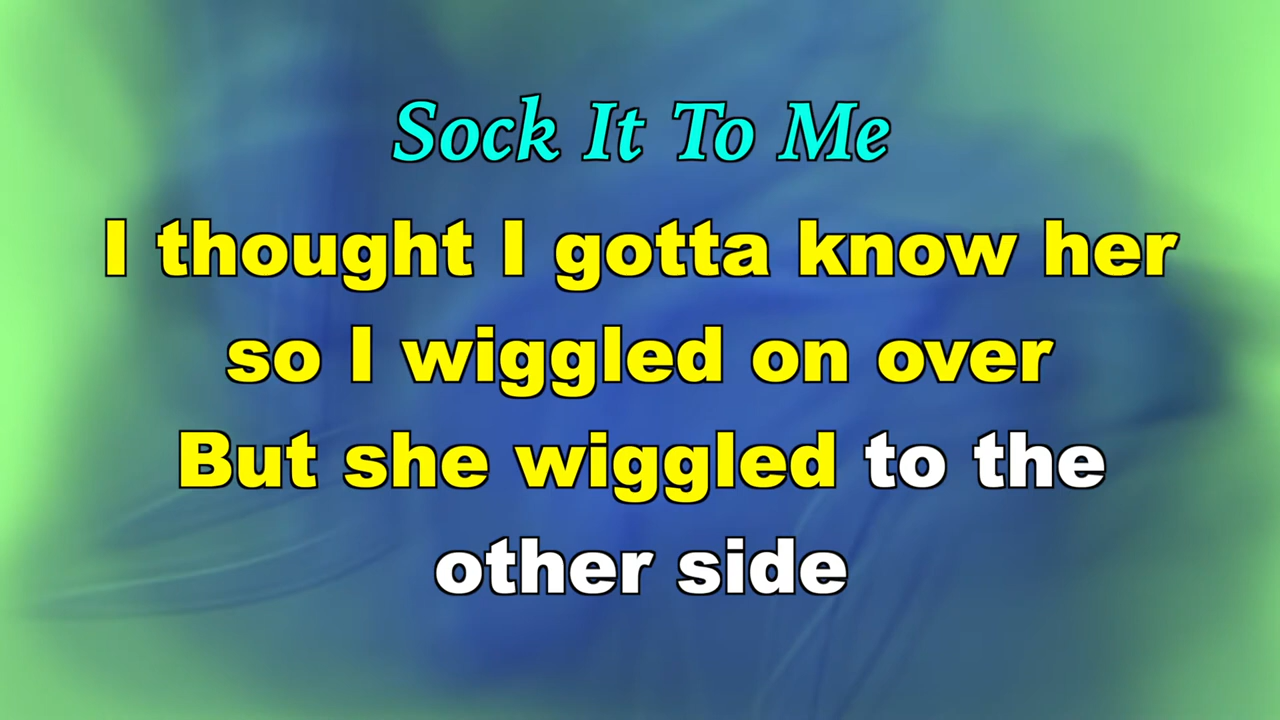 Sock It To Me
I thought I gotta know her
so I wiggled on over
But she wiggled to the
other side